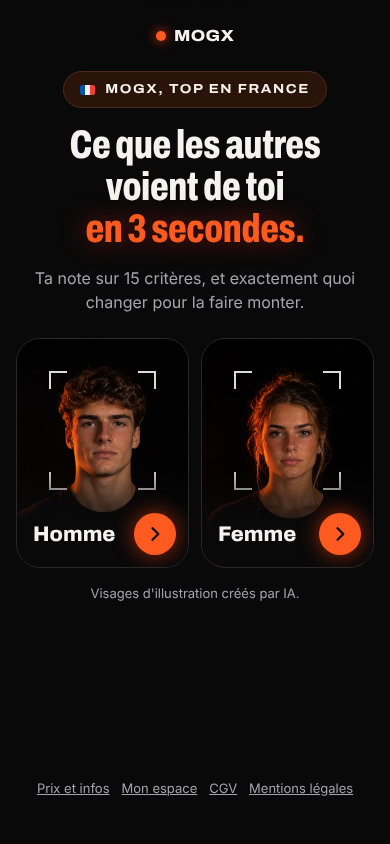 MOGX
MOGX, TOP EN FRANCE
Ce que les autres
voient de toi
en 3 secondes.
Ta note sur 15 critères, et exactement quoi
changer pour la faire monter.
Homme
Femme
Visages d'illustration créés par IA.
Prix et infos Mon espace CGV Mentions légales